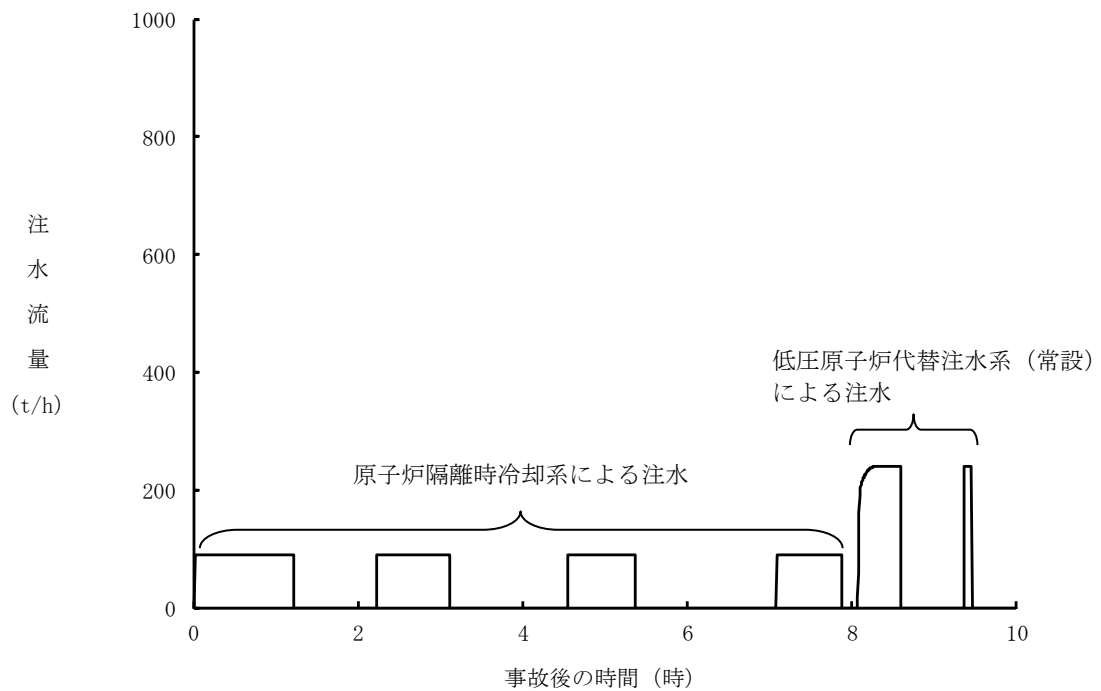 1000
800
600
400
200
0
注
水
流
量
(t/h)
低圧原子炉代替注水系（常設）
による注水
原子炉隔離時冷却系による注水
0 2 4 6 8 10
事故後の時間（時）